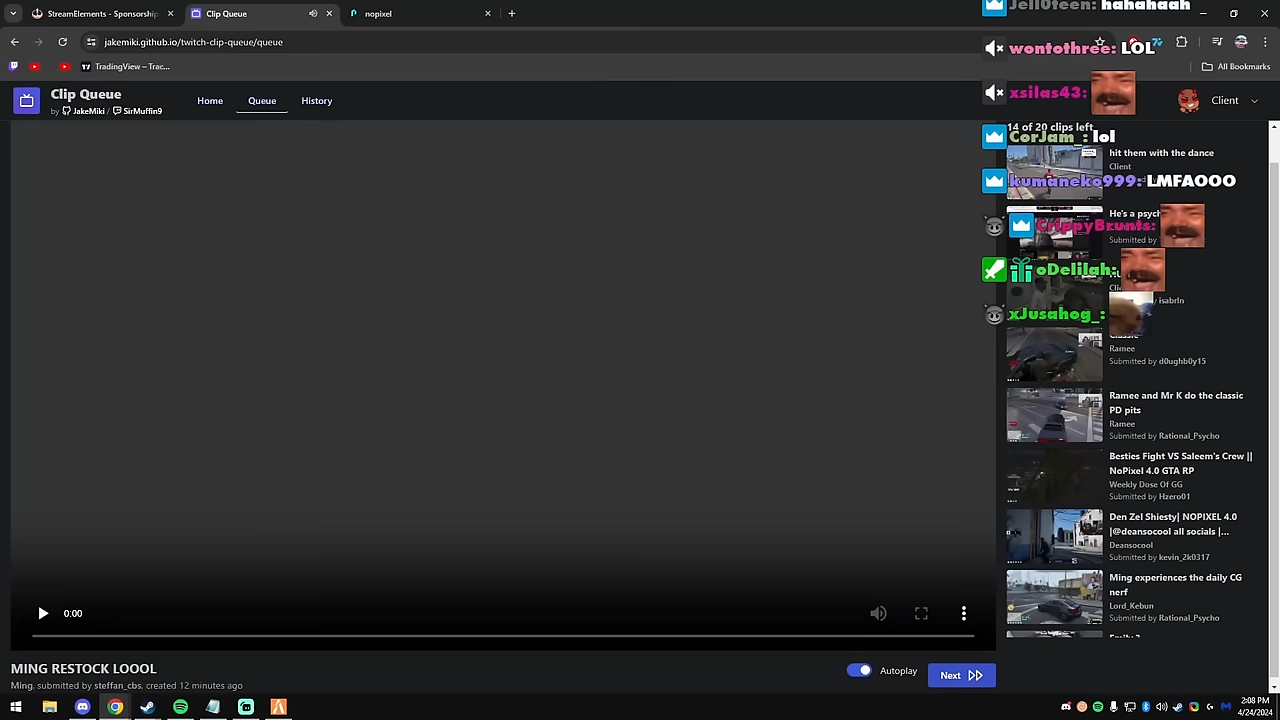 StreamElements - Sponsorship
Clip Queue
nopixel
jakemiki.github.io/twitch-clip-queue/queue
TradingView – Trac...
All Bookmarks
Clip Queue
by JakeMiki / SirMuffin9
Home
Queue
History
Client
Jell0feen: hahahaah
wontothree: LOL
xsilas43:
CorJam_: lol
kumaneko999: LMFAOOO
CrippyBrunts:
oDelilah:
xJusahog_:
14 of 20 clips left
hit them with the dance
Client
He's a psych
Submitted by
isabrln
Classic
Ramee
Submitted by d0ughb0y15
Ramee and Mr K do the classic
PD pits
Ramee
Submitted by Rational_Psycho
Besties Fight VS Saleem's Crew ||
NoPixel 4.0 GTA RP
Weekly Dose Of GG
Submitted by Hzero01
Den Zel Shiesty| NOPIXEL 4.0
|@deansocool all socials |...
Deansocool
Submitted by kevin_2k0317
Ming experiences the daily CG
nerf
Lord_Kebun
Submitted by Rational_Psycho
0:00
MING RESTOCK LOOOL
Ming, submitted by steffan_cbs, created 12 minutes ago
Autoplay
Next
2:08 PM
4/24/2024